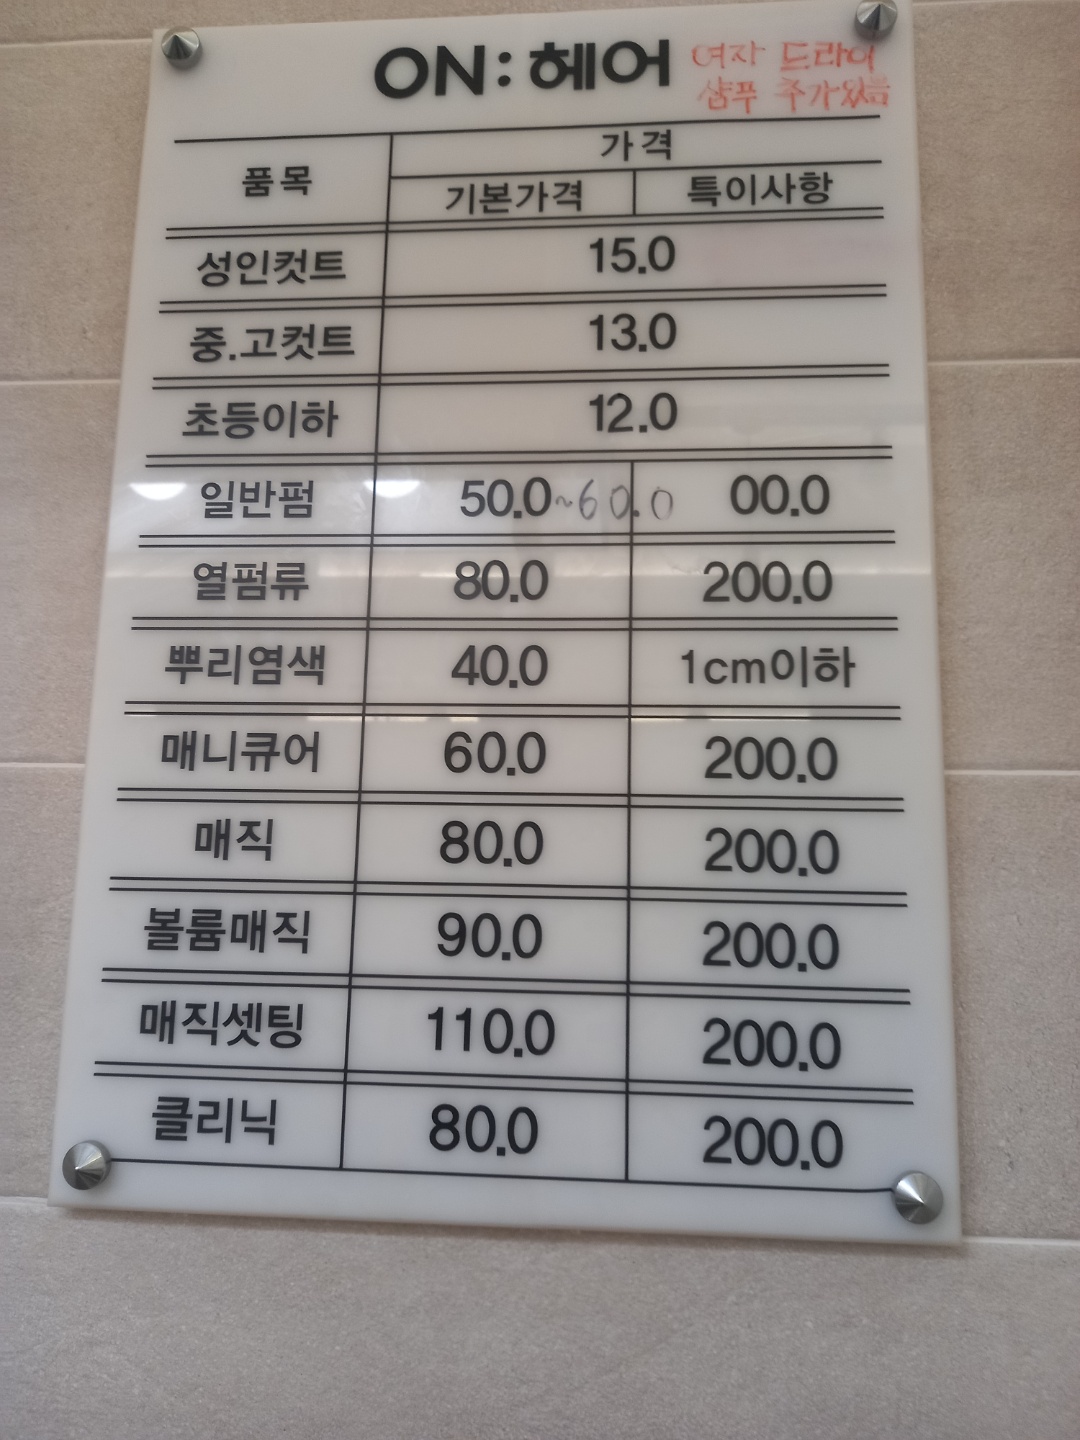 ON:헤어
여자 드라이
샴푸 추가있음
품목
가격
기본가격 특이사항
성인컷트 15.0
중.고컷트 13.0
초등이하 12.0
일반펌 50.0~60.0 00.0
열펌류 80.0 200.0
뿌리염색 40.0 1cm이하
매니큐어 60.0 200.0
매직 80.0 200.0
볼륨매직 90.0 200.0
매직셋팅 110.0 200.0
클리닉 80.0 200.0